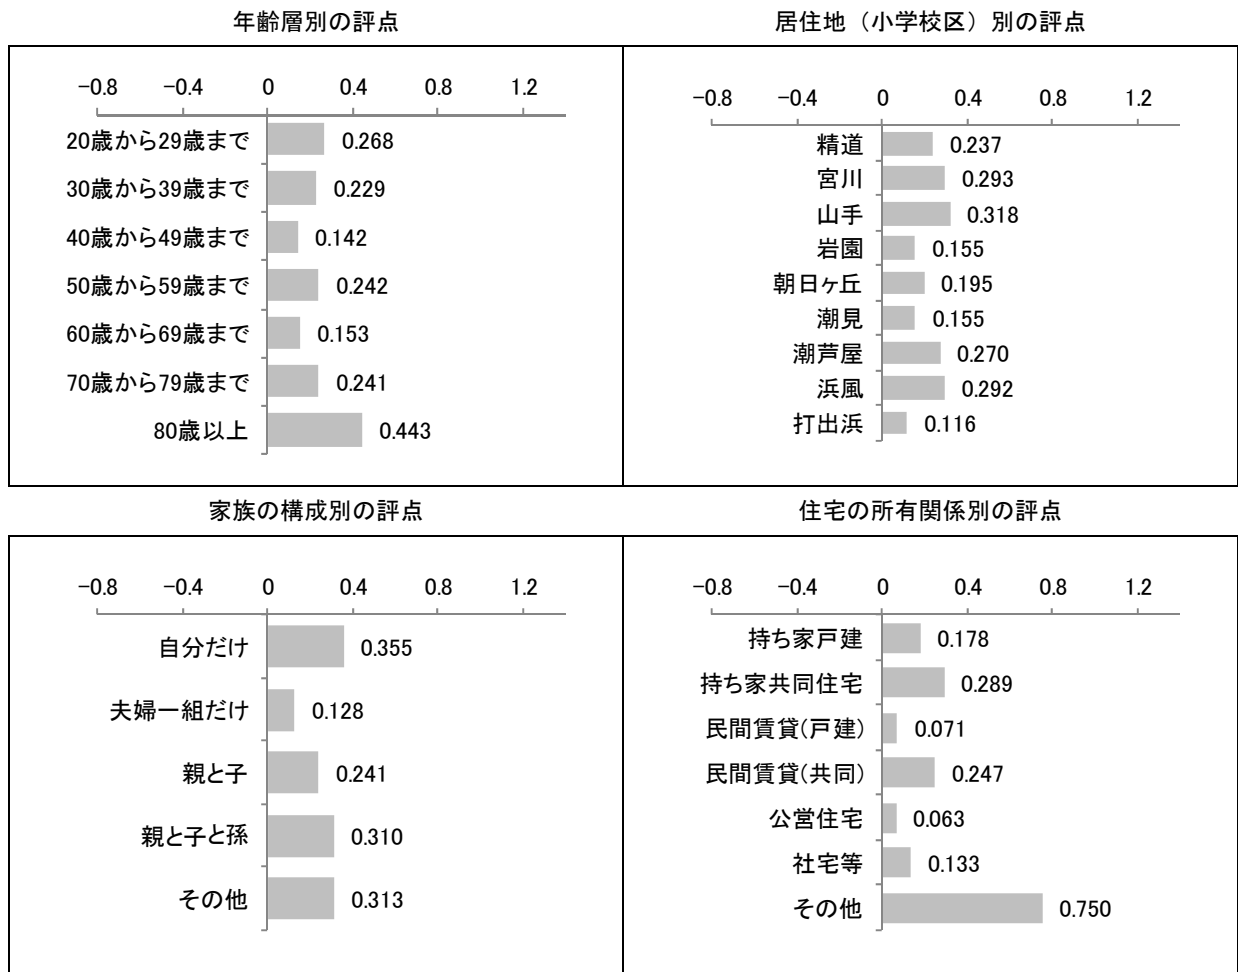 年齢層別の評点
−0.8 −0.4 0 0.4 0.8 1.2
20歳から29歳まで 0.268
30歳から39歳まで 0.229
40歳から49歳まで 0.142
50歳から59歳まで 0.242
60歳から69歳まで 0.153
70歳から79歳まで 0.241
80歳以上 0.443
居住地（小学校区）別の評点
−0.8 −0.4 0 0.4 0.8 1.2
精道 0.237
宮川 0.293
山手 0.318
岩園 0.155
朝日ヶ丘 0.195
潮見 0.155
潮芦屋 0.270
浜風 0.292
打出浜 0.116
家族の構成別の評点
−0.8 −0.4 0 0.4 0.8 1.2
自分だけ 0.355
夫婦一組だけ 0.128
親と子 0.241
親と子と孫 0.310
その他 0.313
住宅の所有関係別の評点
−0.8 −0.4 0 0.4 0.8 1.2
持ち家戸建 0.178
持ち家共同住宅 0.289
民間賃貸(戸建) 0.071
民間賃貸(共同) 0.247
公営住宅 0.063
社宅等 0.133
その他 0.750